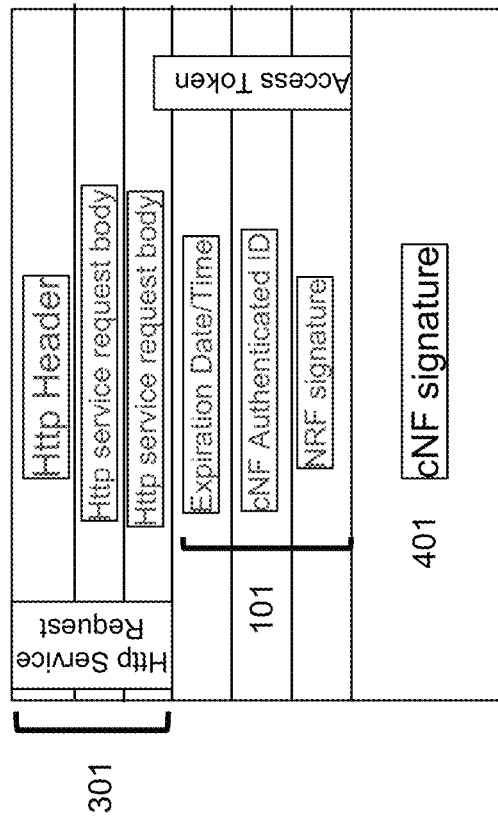 Http Header
Http service request body
Http service request body
Http Service
Request
301
Expiration Date/Time
cNF Authenticated ID
NRF signature
Access Token
101
cNF signature
401